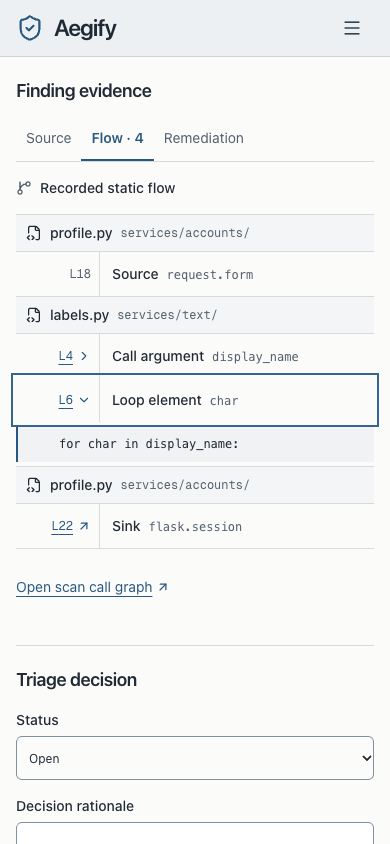 Aegify
Finding evidence
Source Flow · 4 Remediation
Recorded static flow
profile.py services/accounts/
L18 Source request.form
labels.py services/text/
L4 Call argument display_name
L6 Loop element char
for char in display_name:
profile.py services/accounts/
L22 Sink flask.session
Open scan call graph
Triage decision
Status
Open
Decision rationale